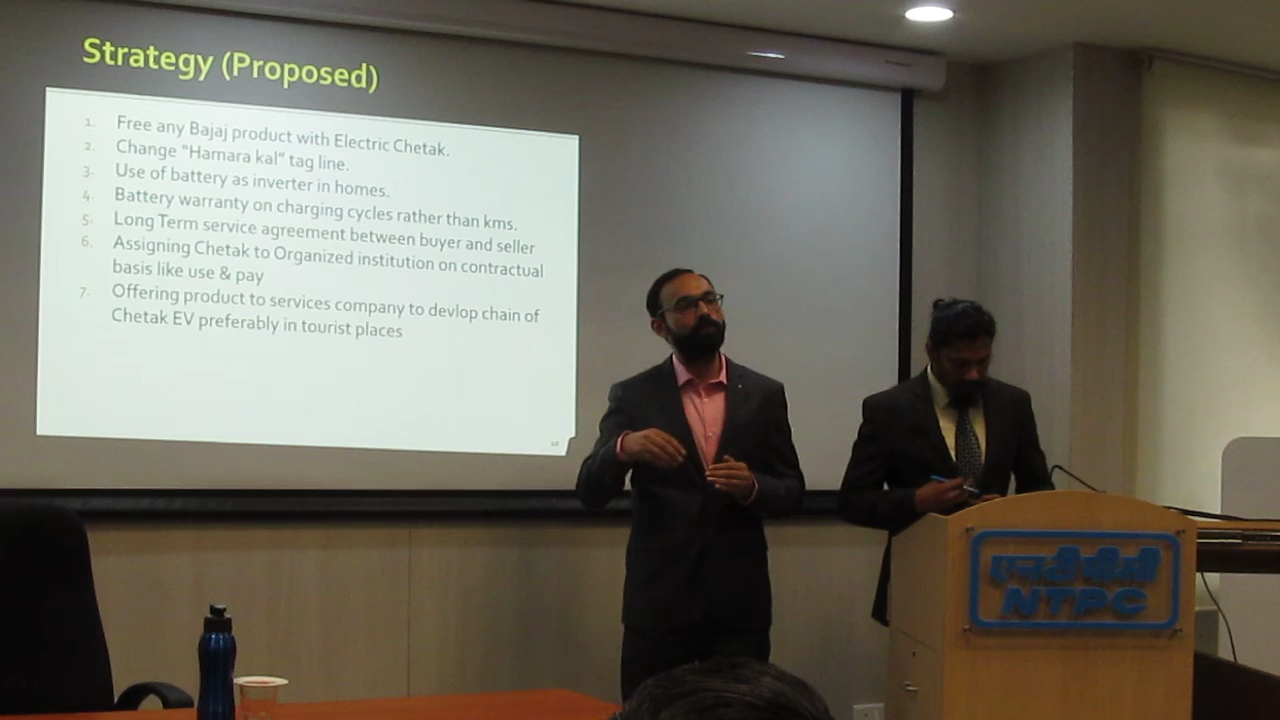 Strategy (Proposed)
1. Free any Bajaj product with Electric Chetak.
2. Change "Hamara kal" tag line.
3. Use of battery as inverter in homes.
4. Battery warranty on charging cycles rather than kms.
5. Long Term service agreement between buyer and seller
6. Assigning Chetak to Organized institution on contractual
basis like use & pay
7. Offering product to services company to devlop chain of
Chetak EV preferably in tourist places
एनटीपीसी
NTPC